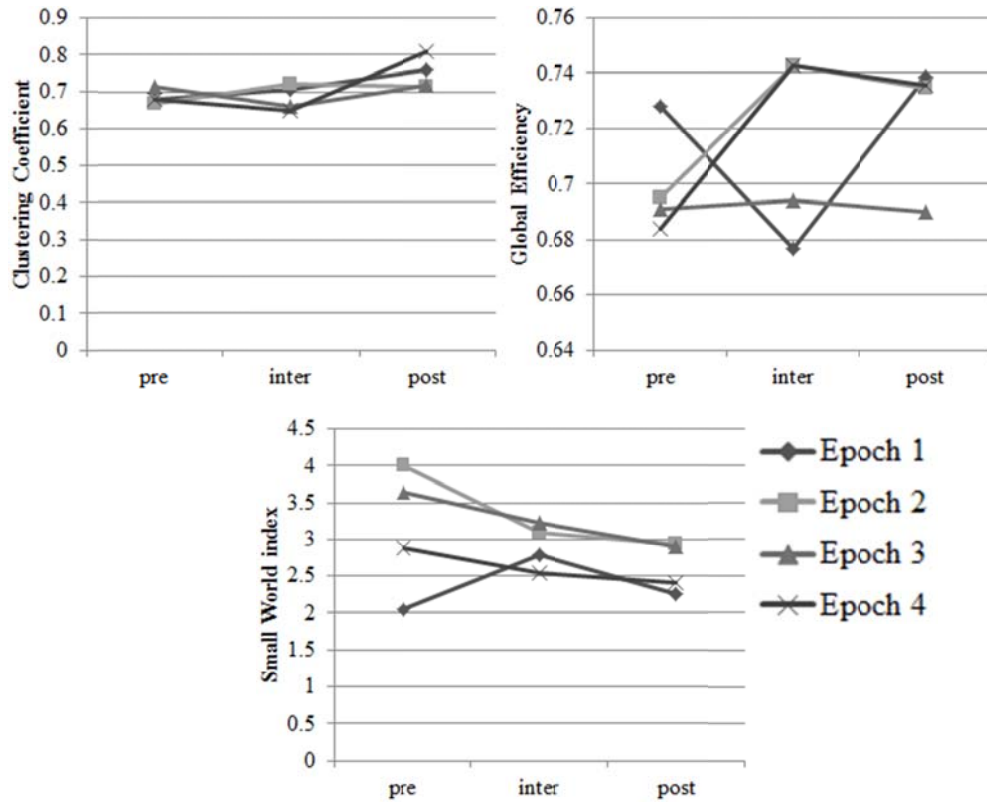 Clustering Coefficient
0.9
0.8
0.7
0.6
0.5
0.4
0.3
0.2
0.1
0
pre inter post
Global Efficiency
0.76
0.74
0.72
0.7
0.68
0.66
0.64
pre inter post
Small World index
4.5
4
3.5
3
2.5
2
1.5
1
0.5
0
pre inter post
Epoch 1
Epoch 2
Epoch 3
Epoch 4